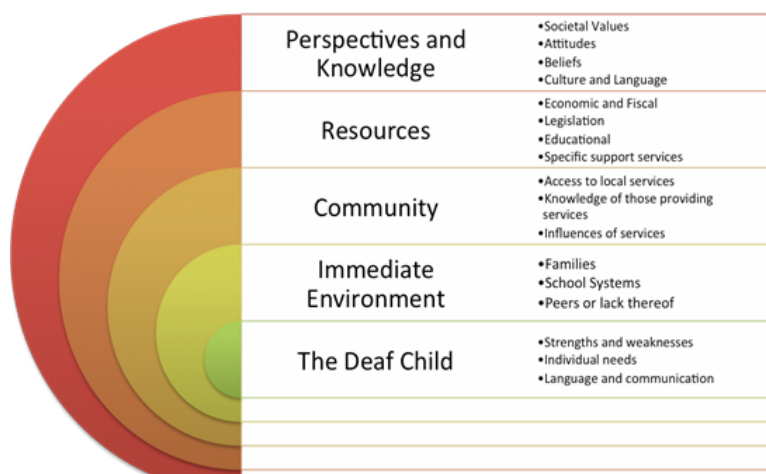 Perspectives and
Knowledge
•Societal Values
•Attitudes
•Beliefs
•Culture and Language
Resources
•Economic and Fiscal
•Legislation
•Educational
•Specific support services
Community
•Access to local services
•Knowledge of those providing
services
•Influences of services
Immediate
Environment
•Families
•School Systems
•Peers or lack thereof
The Deaf Child
•Strengths and weaknesses
•Individual needs
•Language and communication